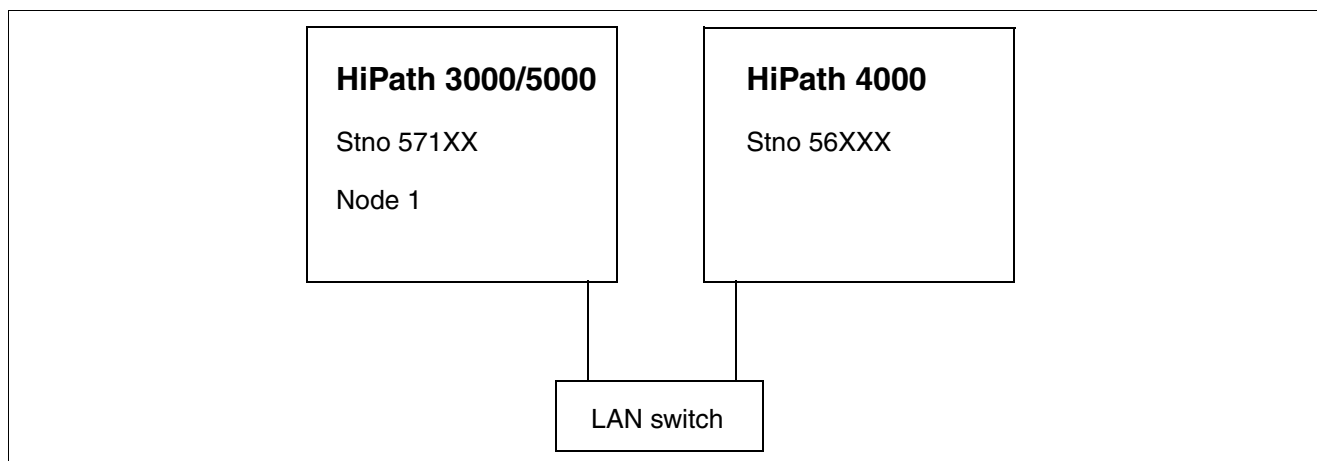 HiPath 3000/5000
Stno 571XX
Node 1
HiPath 4000
Stno 56XXX
LAN switch